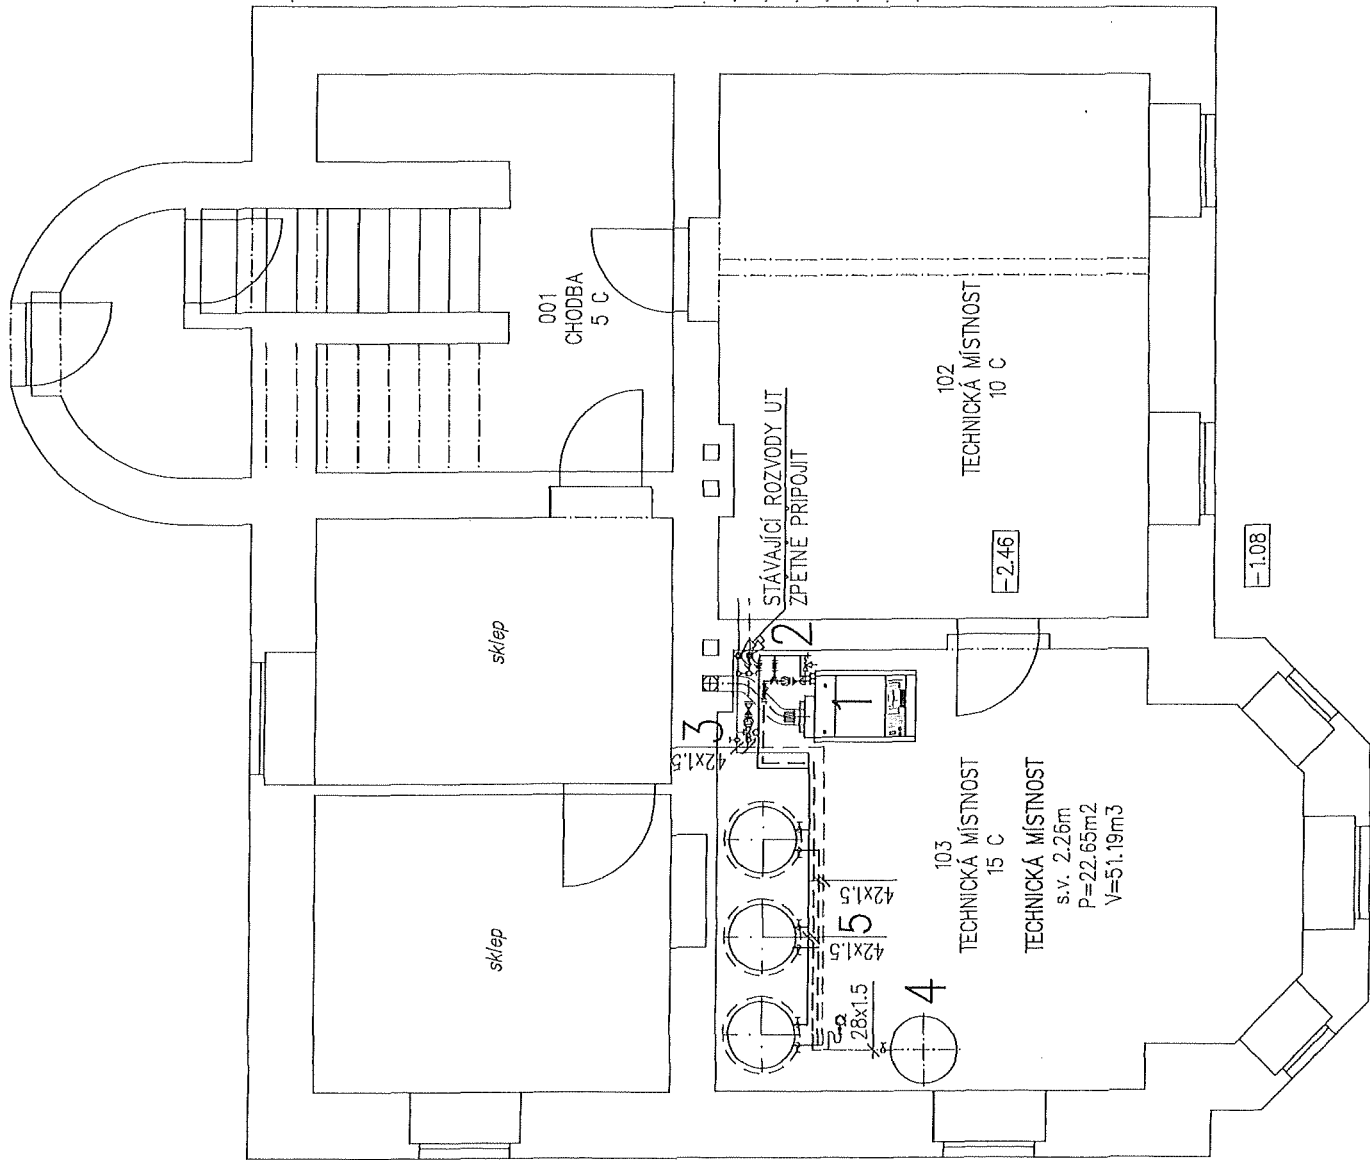 001
CHODBA
5 C
102
TECHNICKÁ MÍSTNOST
10 C
STÁVAJÍCÍ ROZVODY UT
ZPETNE PRIPOJIT
-2.46
-1.08
sklep
sklep
1
2
3
42x1.5
103
TECHNICKÁ MÍSTNOST
15 C
TECHNICKÁ MÍSTNOST
s.v. 2.26m
P=22.65m2
V=51.19m3
42x1.5
5
42x1.5
28x1.5
4